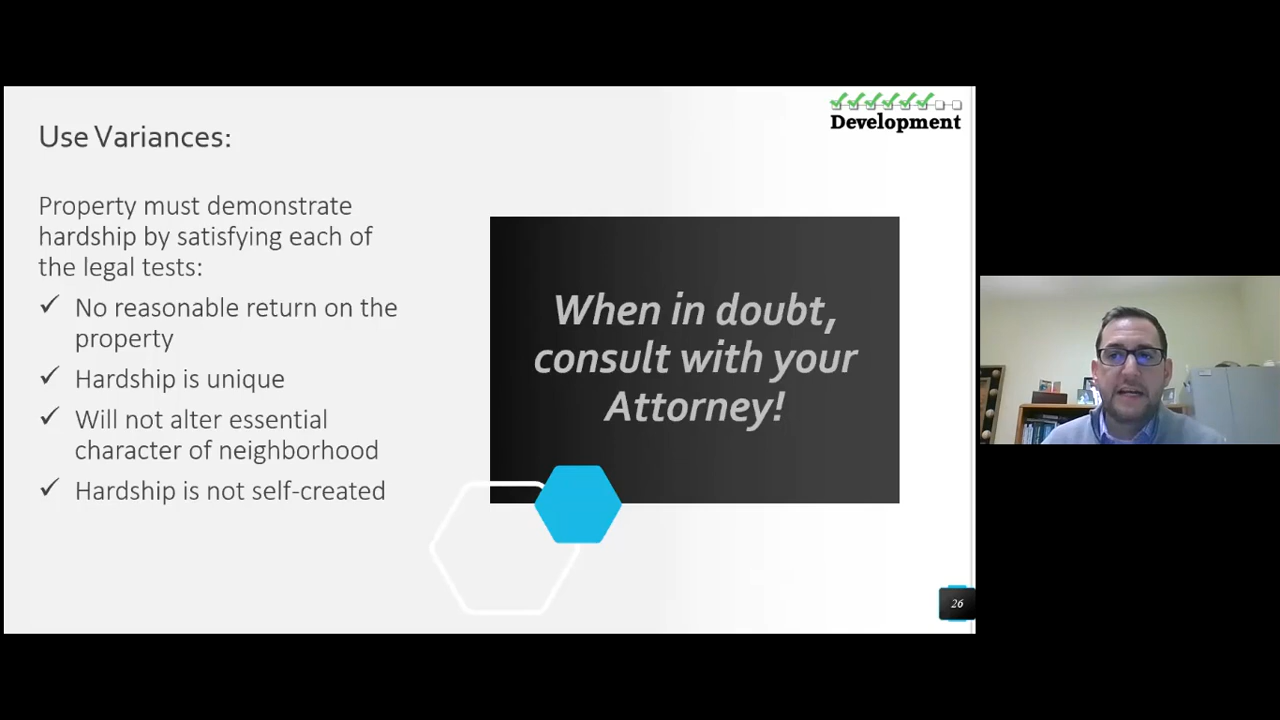 Development
Use Variances:
Property must demonstrate
hardship by satisfying each of
the legal tests:
No reasonable return on the
property
Hardship is unique
Will not alter essential
character of neighborhood
Hardship is not self-created
When in doubt,
consult with your
Attorney!
26